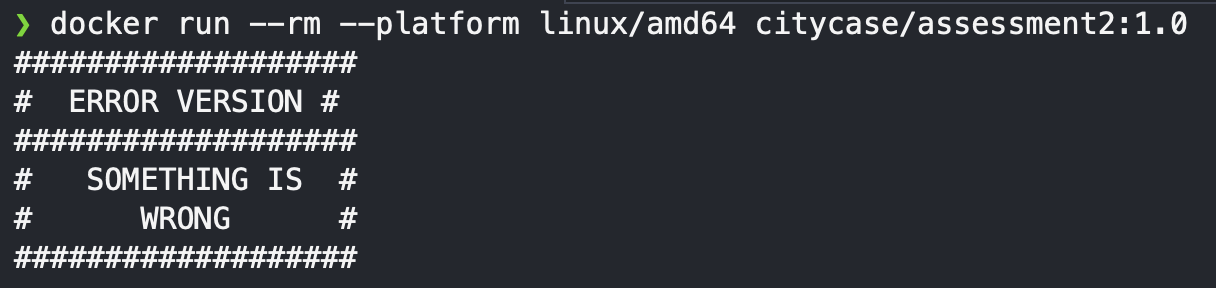 ❯ docker run --rm --platform linux/amd64 citycase/assessment2:1.0
###################
#  ERROR VERSION #
###################
#   SOMETHING IS  #
#      WRONG      #
###################